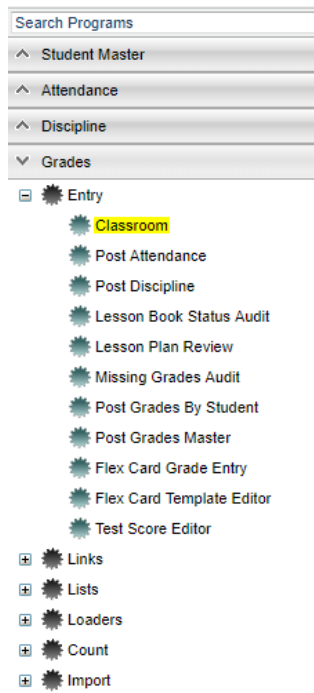 Search Programs
Student Master
Attendance
Discipline
Grades
Entry
Classroom
Post Attendance
Post Discipline
Lesson Book Status Audit
Lesson Plan Review
Missing Grades Audit
Post Grades By Student
Post Grades Master
Flex Card Grade Entry
Flex Card Template Editor
Test Score Editor
Links
Lists
Loaders
Count
Import